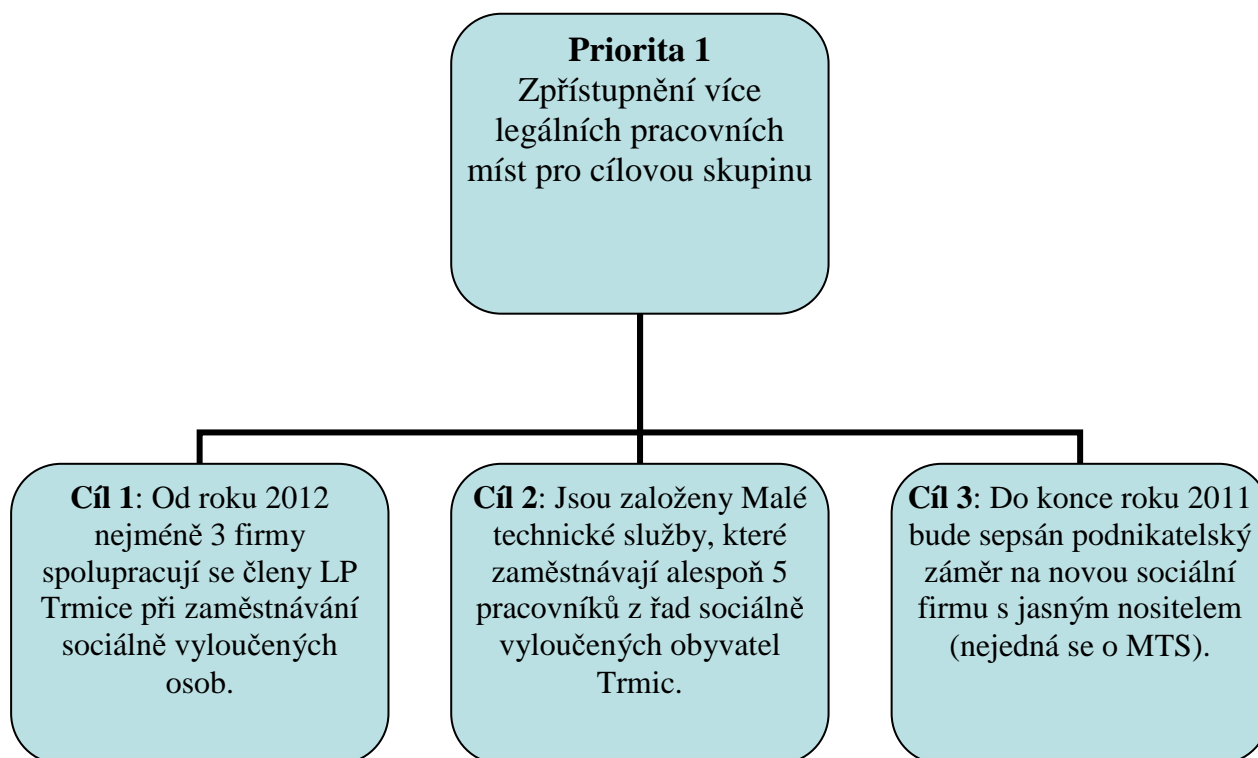 Priorita 1
Zpřístupnění více
legálních pracovních
míst pro cílovou skupinu
Cíl 1: Od roku 2012
nejméně 3 firmy
spolupracují se členy LP
Trmice při zaměstnávání
sociálně vyloučených
osob.
Cíl 2: Jsou založeny Malé
technické služby, které
zaměstnávají alespoň 5
pracovníků z řad sociálně
vyloučených obyvatel
Trmic.
Cíl 3: Do konce roku 2011
bude sepsán podnikatelský
záměr na novou sociální
firmu s jasným nositelem
(nejedná se o MTS).